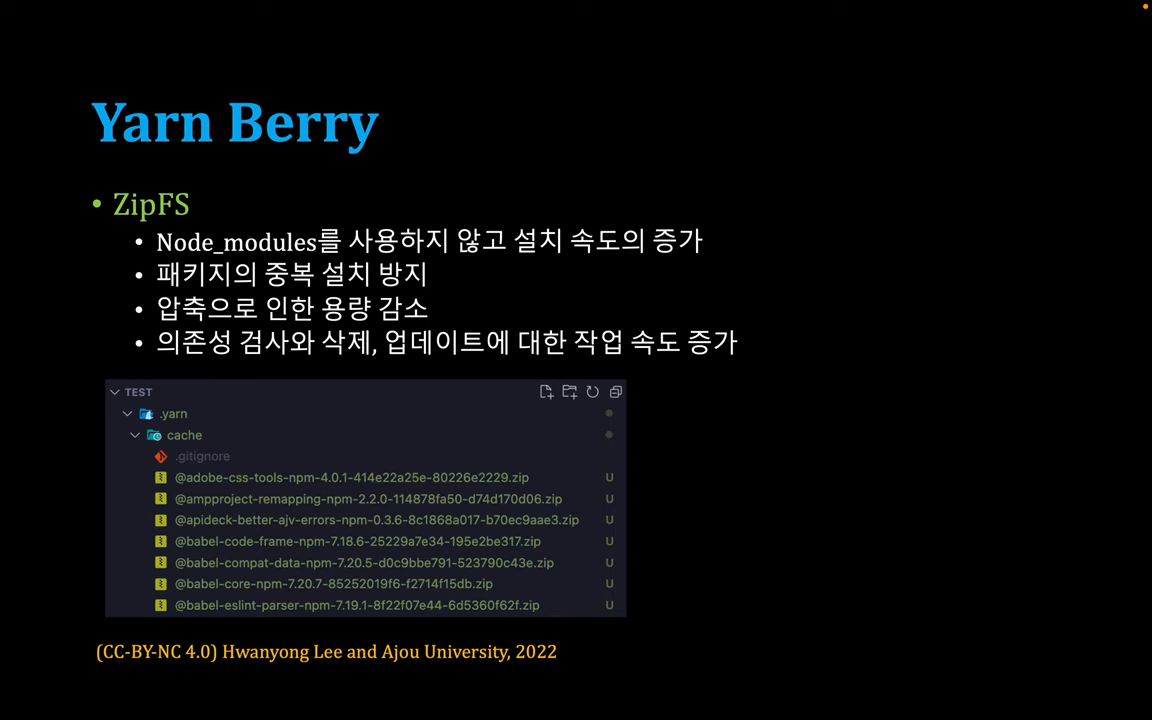 Yarn Berry
• ZipFS
• Node_modules를 사용하지 않고 설치 속도의 증가
• 패키지의 중복 설치 방지
• 압축으로 인한 용량 감소
• 의존성 검사와 삭제, 업데이트에 대한 작업 속도 증가
TEST
.yarn
cache
.gitignore
@adobe-css-tools-npm-4.0.1-414e22a25e-80226e2229.zip U
@ampproject-remapping-npm-2.2.0-114878fa50-d74d170d06.zip U
@apideck-better-ajv-errors-npm-0.3.6-8c1868a017-b70ec9aae3.zip U
@babel-code-frame-npm-7.18.6-25229a7e34-195e2be317.zip U
@babel-compat-data-npm-7.20.5-d0c9bbe791-523790c43e.zip U
@babel-core-npm-7.20.7-85252019f6-f2714f15db.zip U
@babel-eslint-parser-npm-7.19.1-8f22f07e44-6d5360f62f.zip U
(CC-BY-NC 4.0) Hwanyong Lee and Ajou University, 2022